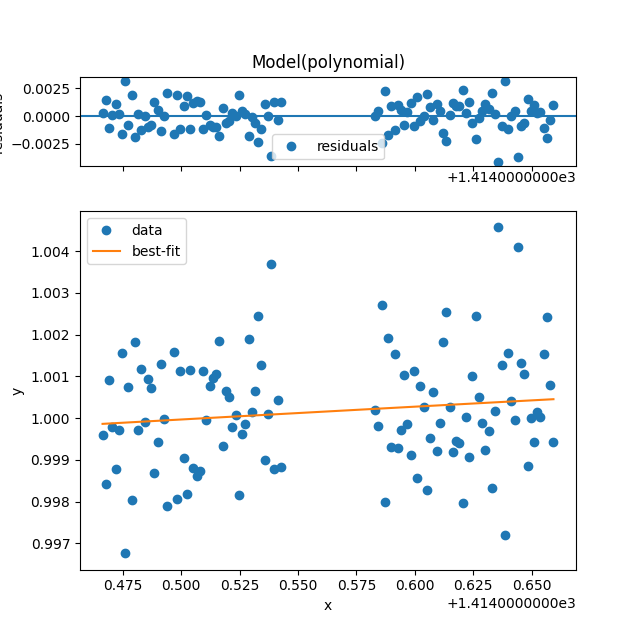 Model(polynomial)
0.0025
0.0000
−0.0025
residuals
residuals
+1.4140000000e3
data
best-fit
1.004
1.003
1.002
1.001
1.000
0.999
0.998
0.997
y
0.475 0.500 0.525 0.550 0.575 0.600 0.625 0.650
x
+1.4140000000e3